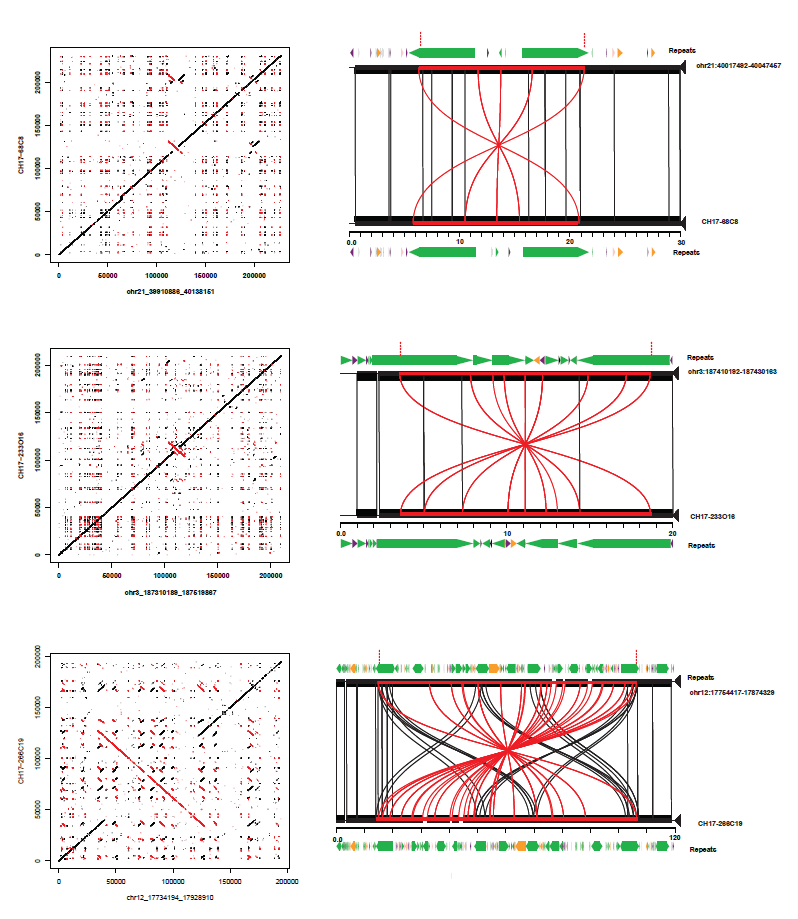 CH17-68C8
0 50000 100000 150000 200000
0 50000 100000 150000 200000
chr21_39910886_40138151
Repeats
chr21:40017492-40047457
CH17-68C8
0.0 10 20 30
Repeats
CH17-233O16
0 50000 100000 150000 200000
0 50000 100000 150000 200000
chr3_187310189_187519867
Repeats
chr3:187410192-187430163
CH17-233O16
0.0 10 20
Repeats
CH17-266C19
0 50000 100000 150000 200000
0 50000 100000 150000 200000
chr12_17734194_17928910
Repeats
chr12:17754417-17874329
CH17-266C19
0.0 120
Repeats